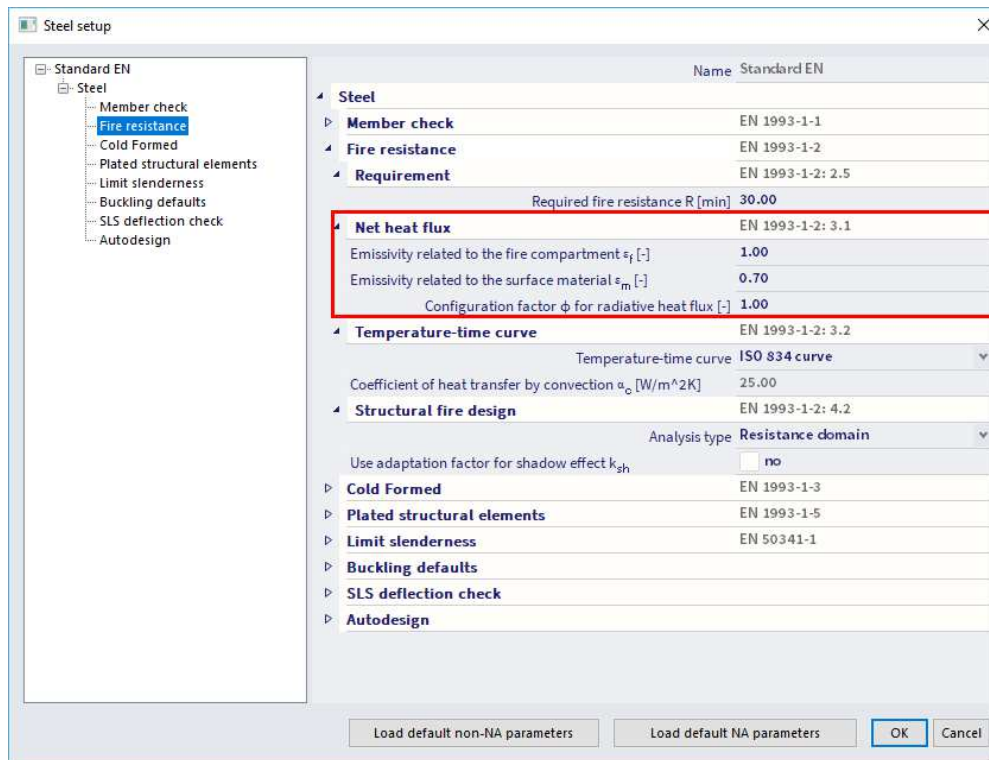 Steel setup
Standard EN
Steel
Member check
Fire resistance
Cold Formed
Plated structural elements
Limit slenderness
Buckling defaults
SLS deflection check
Autodesign
Name Standard EN
Steel
Member check EN 1993-1-1
Fire resistance EN 1993-1-2
Requirement EN 1993-1-2: 2.5
Required fire resistance R [min] 30.00
Net heat flux EN 1993-1-2: 3.1
Emissivity related to the fire compartment εf [-] 1.00
Emissivity related to the surface material εm [-] 0.70
Configuration factor ϕ for radiative heat flux [-] 1.00
Temperature-time curve EN 1993-1-2: 3.2
Temperature-time curve ISO 834 curve
Coefficient of heat transfer by convection αc [W/m^2K] 25.00
Structural fire design EN 1993-1-2: 4.2
Analysis type Resistance domain
Use adaptation factor for shadow effect ksh no
Cold Formed EN 1993-1-3
Plated structural elements EN 1993-1-5
Limit slenderness EN 50341-1
Buckling defaults
SLS deflection check
Autodesign
Load default non-NA parameters Load default NA parameters OK Cancel